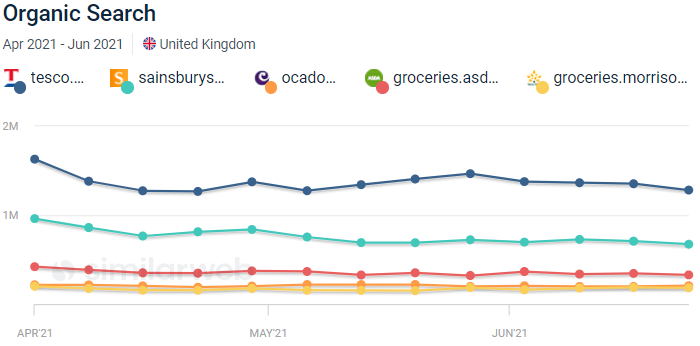 Organic Search
Apr 2021 - Jun 2021 United Kingdom
tesco.... sainsburys... ocado... groceries.asd... groceries.morriso...
2M
1M
similarweb
APR'21 MAY'21 JUN'21